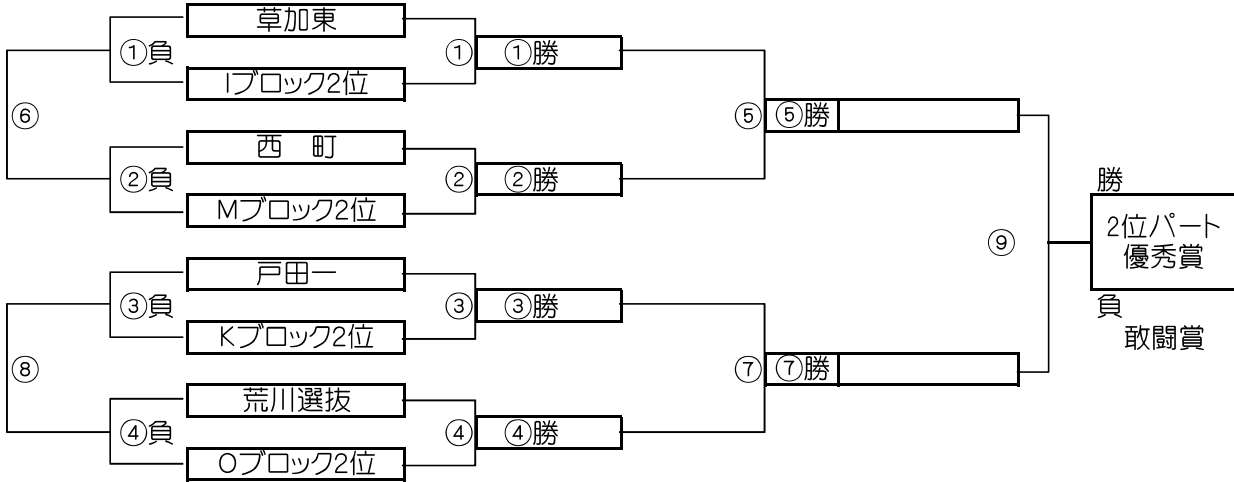 草加東
①負
①
①勝
Iブロック2位
⑥
⑤
⑤勝
西 町
②負
②
②勝
Mブロック2位
勝
2位パート
優秀賞
⑨
負
敢闘賞
戸田一
③負
③
③勝
Kブロック2位
⑧
⑦
⑦勝
荒川選抜
④負
④
④勝
Oブロック2位